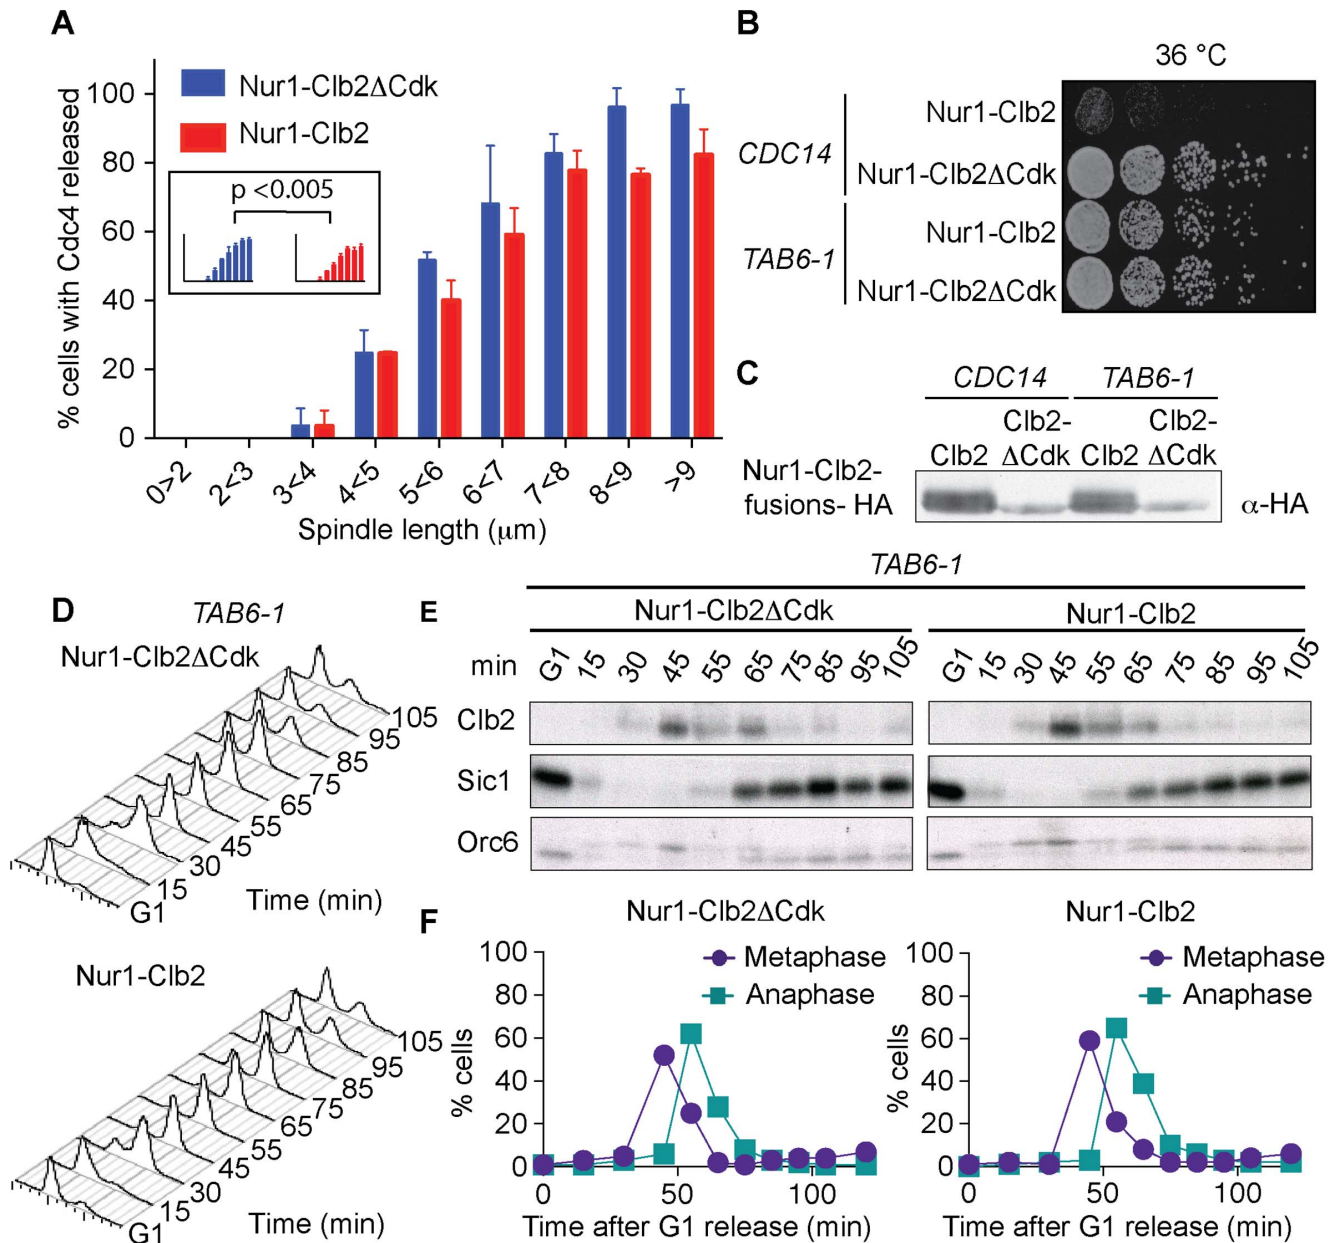 A
% cells with Cdc4 released
100
80
60
40
20
0
Nur1-Clb2ΔCdk
Nur1-Clb2
p <0.005
0>2
2<3
3<4
4<5
5<6
6<7
7<8
8<9
>9
Spindle length (μm)
B
36 °C
CDC14
Nur1-Clb2
Nur1-Clb2ΔCdk
TAB6-1
Nur1-Clb2
Nur1-Clb2ΔCdk
C
CDC14 TAB6-1
Clb2 Clb2-ΔCdk Clb2 Clb2-ΔCdk
Nur1-Clb2-
fusions- HA
α-HA
D
TAB6-1
Nur1-Clb2ΔCdk
G1 15 30 45 55 65 75 85 95 105
Time (min)
Nur1-Clb2
G1 15 30 45 55 65 75 85 95 105
Time (min)
E
TAB6-1
Nur1-Clb2ΔCdk Nur1-Clb2
min G1 15 30 45 55 65 75 85 95 105 G1 15 30 45 55 65 75 85 95 105
Clb2
Sic1
Orc6
F
Nur1-Clb2ΔCdk
% cells
100
80
60
40
20
0
Metaphase
Anaphase
0 50 100
Time after G1 release (min)
Nur1-Clb2
% cells
100
80
60
40
20
0
Metaphase
Anaphase
0 50 100
Time after G1 release (min)